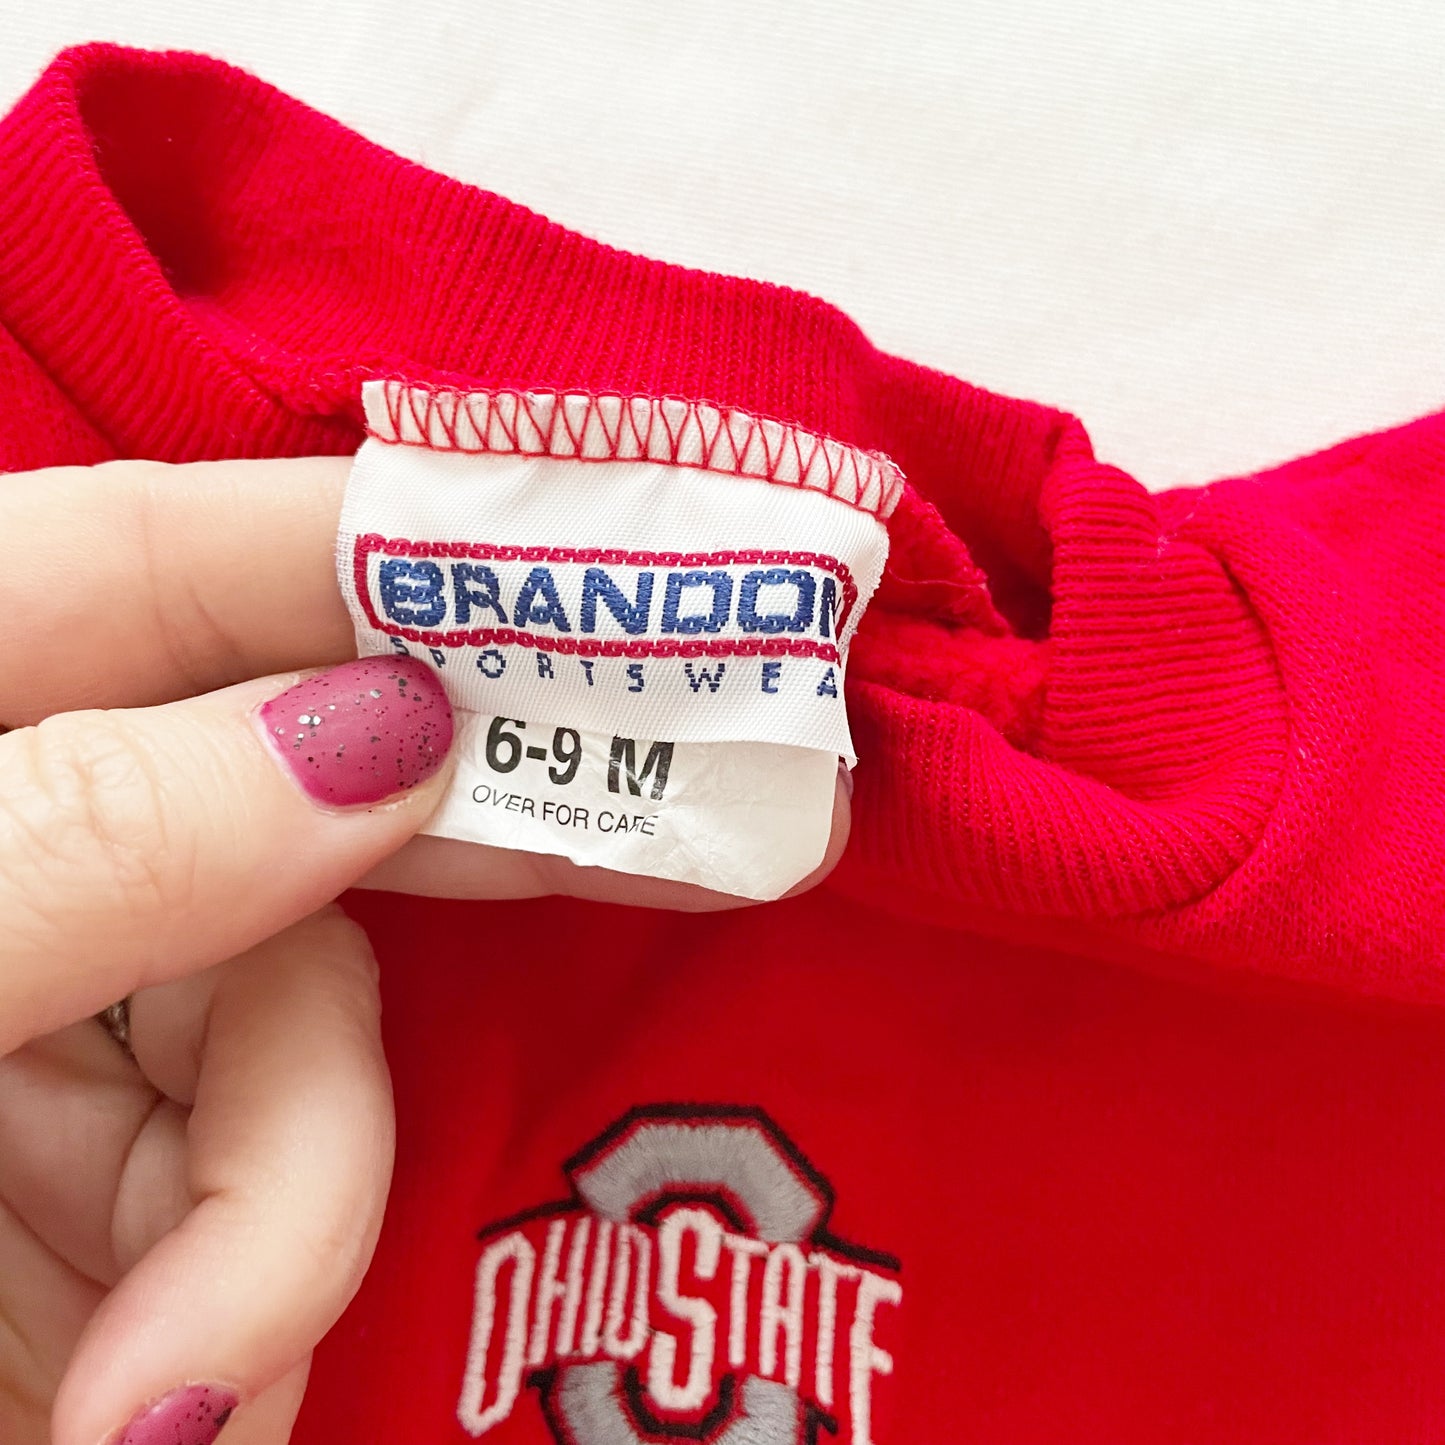 BRANDON
SPORTSWEA
6-9 M
OVER FOR CARE
OHIO STATE